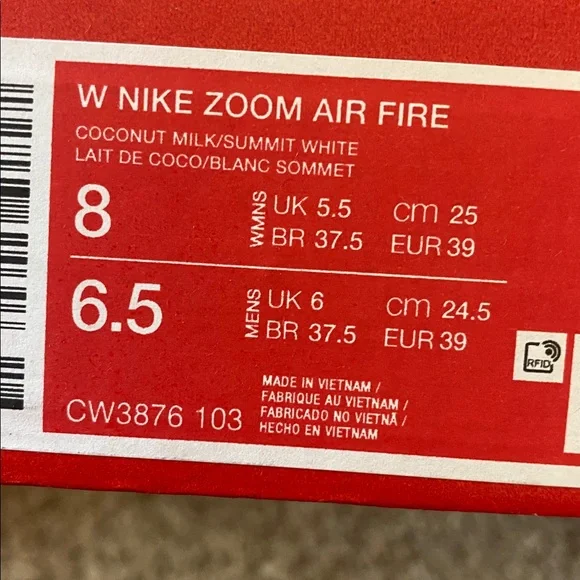 W NIKE ZOOM AIR FIRE
COCONUT MILK/SUMMIT WHITE
LAIT DE COCO/BLANC SOMMET
8 WMNS UK 5.5 cm 25
BR 37.5 EUR 39
6.5 MENS UK 6 cm 24.5
BR 37.5 EUR 39
RFID
CW3876 103
MADE IN VIETNAM /
FABRIQUE AU VIETNAM /
FABRICADO NO VIETNÃ /
HECHO EN VIETNAM